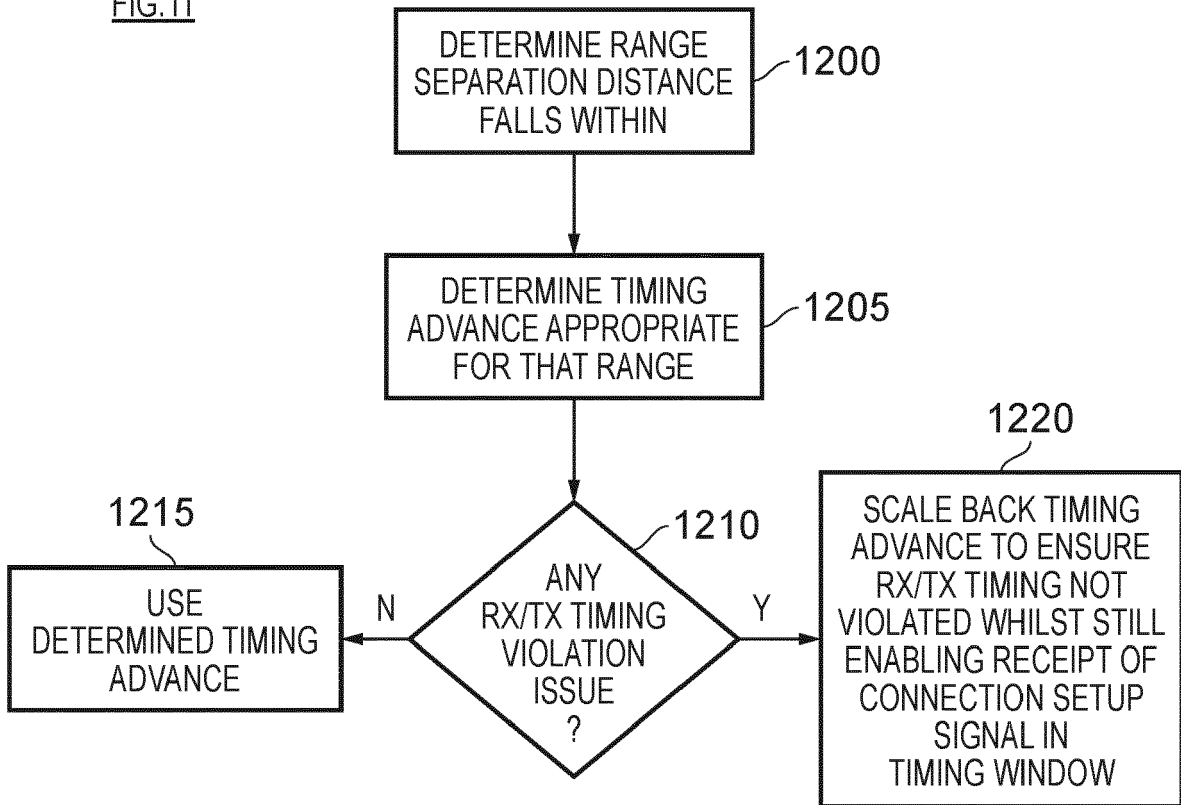 FIG.11
DETERMINE RANGE
SEPARATION DISTANCE
FALLS WITHIN
1200
DETERMINE TIMING
ADVANCE APPROPRIATE
FOR THAT RANGE
1205
1210
ANY
RX/TX TIMING
VIOLATION
ISSUE
?
N
Y
1215
USE
DETERMINED TIMING
ADVANCE
1220
SCALE BACK TIMING
ADVANCE TO ENSURE
RX/TX TIMING NOT
VIOLATED WHILST STILL
ENABLING RECEIPT OF
CONNECTION SETUP
SIGNAL IN
TIMING WINDOW